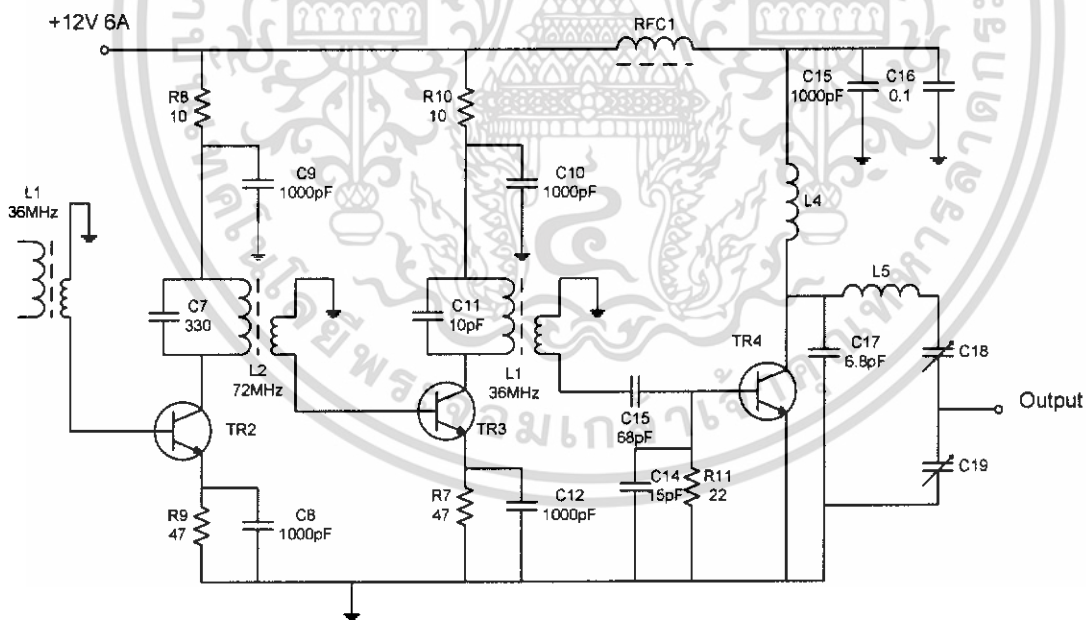 +12V 6A
RFC1
R8
10
R10
10
C15
1000pF
C16
0.1
C9
1000pF
C10
1000pF
L1
36MHz
L4
C7
330
C11
10pF
L5
L2
72MHz
L1
36MHz
TR4
C17
6.8pF
C18
Output
TR2
TR3
C15
68pF
C19
R9
47
C8
1000pF
R7
47
C12
1000pF
C14
15pF
R11
22